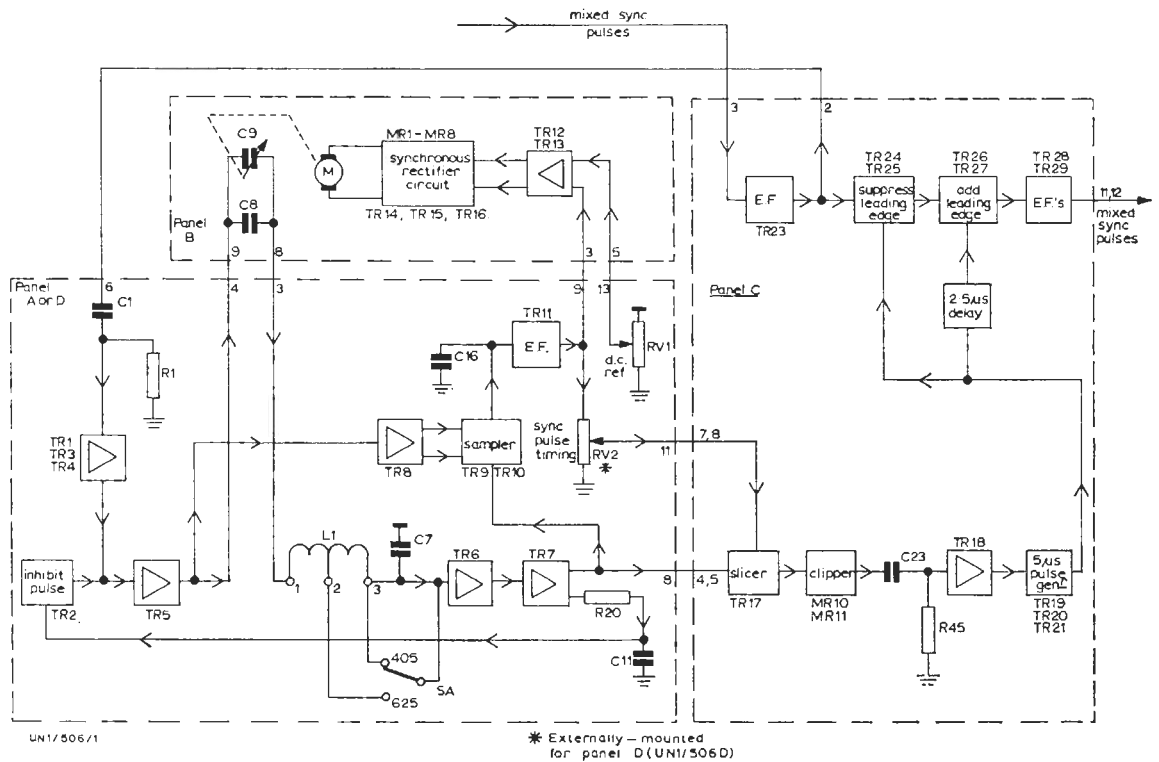 mixed sync
pulses
3
2
C9
M
MR1-MR8
synchronous
rectifier
circuit
TR14, TR15, TR16.
TR12
TR13
C8
Panel
B
9
8
3
5
E.F
TR23
TR24
TR25
suppress
leading
edge
TR26
TR27
add
leading
edge
TR28
TR29
E.F.'s
11,12
mixed
sync
pulses
Panel
A or D
6
4
3
9
13
C1
R1
TR11
E.F.
C16
d.c.
ref
RV1
Panel C
2·5µs
delay
TR1
TR3
TR4
TR8
sampler
TR9
TR10
sync
pulse
timing
RV2
*
11
7,8
inhibit
pulse
TR2
TR5
L1
1
2
3
C7
TR6
TR7
R20
C11
405
625
SA
8
4,5
slicer
TR17
clipper
MR10
MR11
C23
R45
TR18
5µs
pulse
gen.
TR19
TR20
TR21
UN1/506/1
* Externally-mounted
for panel D(UN1/506D)